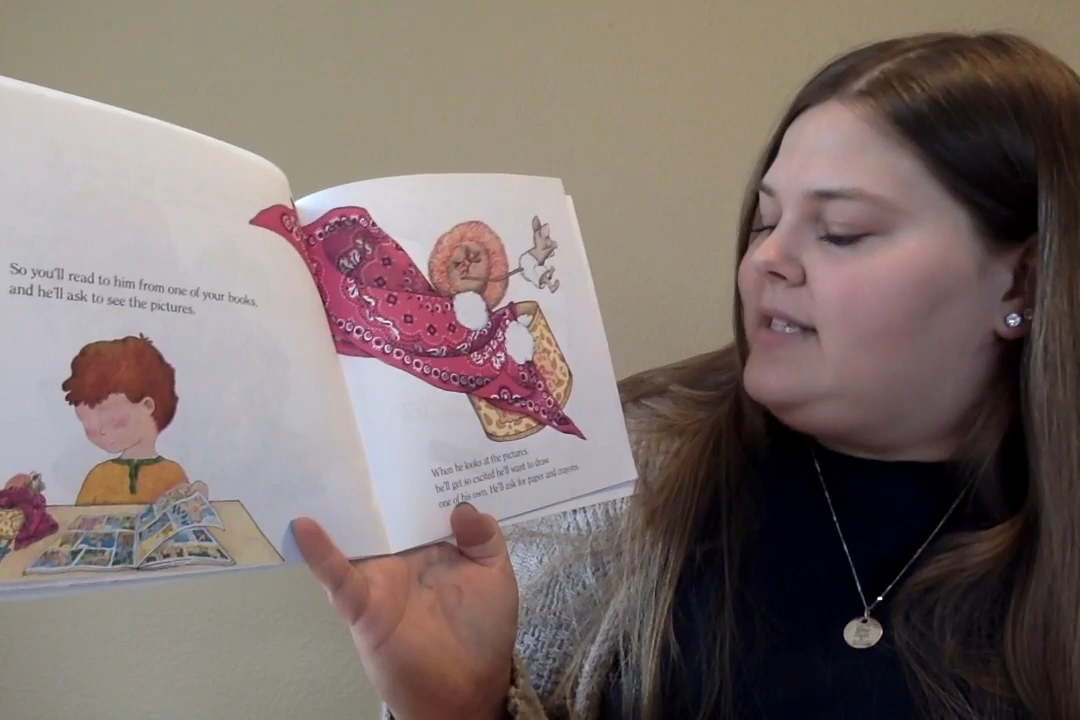 So you'll read to him from one of your books,
and he'll ask to see the pictures.
When he looks at the pictures,
he'll get so excited he'll want to draw
one of his own. He'll ask for paper and crayons.